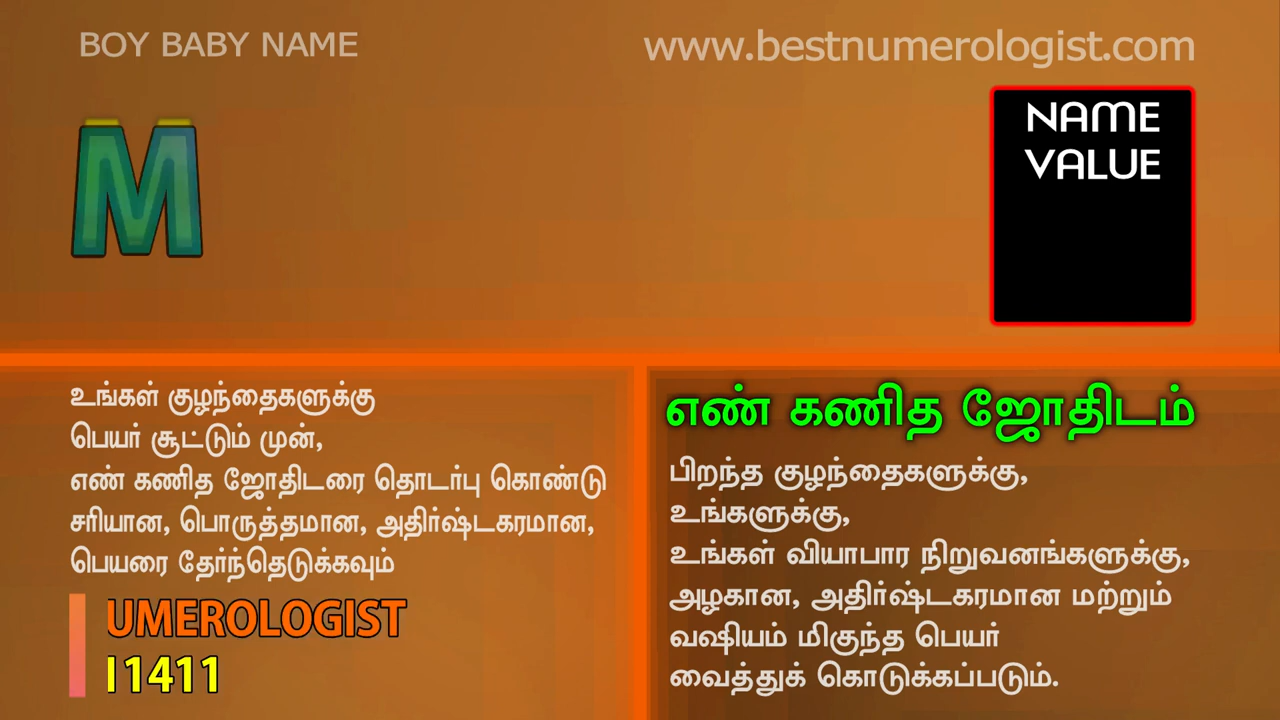 BOY BABY NAME
www.bestnumerologist.com
M
NAME
VALUE
உங்கள் குழந்தைகளுக்கு
பெயர் சூட்டும் முன்,
எண் கணித ஜோதிடரை தொடர்பு கொண்டு
சரியான, பொருத்தமான, அதிர்ஷ்டகரமான,
பெயரை தேர்ந்தெடுக்கவும்
UMEROLOGIST
11411
எண் கணித ஜோதிடம்
பிறந்த குழந்தைகளுக்கு,
உங்களுக்கு,
உங்கள் வியாபார நிறுவனங்களுக்கு,
அழகான, அதிர்ஷ்டகரமான மற்றும்
வஷியம் மிகுந்த பெயர்
வைத்துக் கொடுக்கப்படும்.